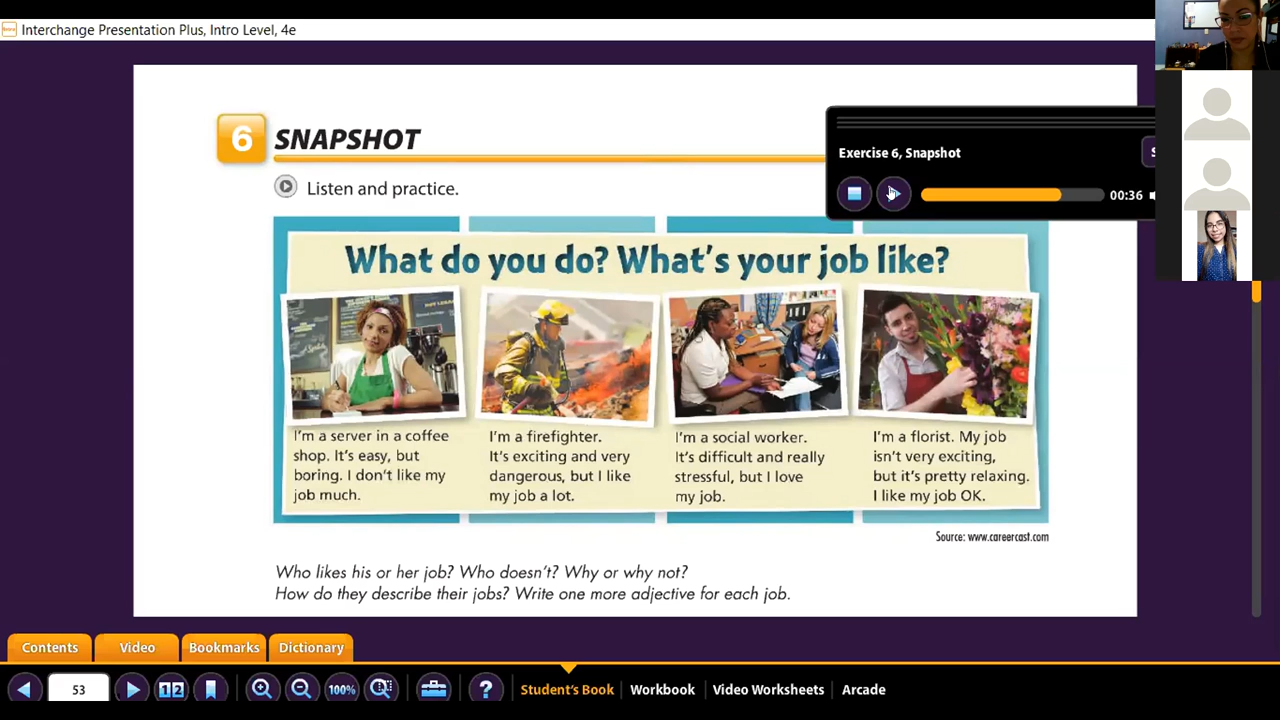 Interchange Presentation Plus, Intro Level, 4e
6 SNAPSHOT
Exercise 6, Snapshot
S
00:36
Listen and practice.
What do you do? What's your job like?
I'm a server in a coffee
shop. It's easy, but
boring. I don't like my
job much.
I'm a firefighter.
It's exciting and very
dangerous, but I like
my job a lot.
I'm a social worker.
It's difficult and really
stressful, but I love
my job.
I'm a florist. My job
isn't very exciting,
but it's pretty relaxing.
I like my job OK.
Source: www.careercast.com
Who likes his or her job? Who doesn't? Why or why not?
How do they describe their jobs? Write one more adjective for each job.
Contents Video Bookmarks Dictionary
53 12 100% ? Student's Book Workbook Video Worksheets Arcade